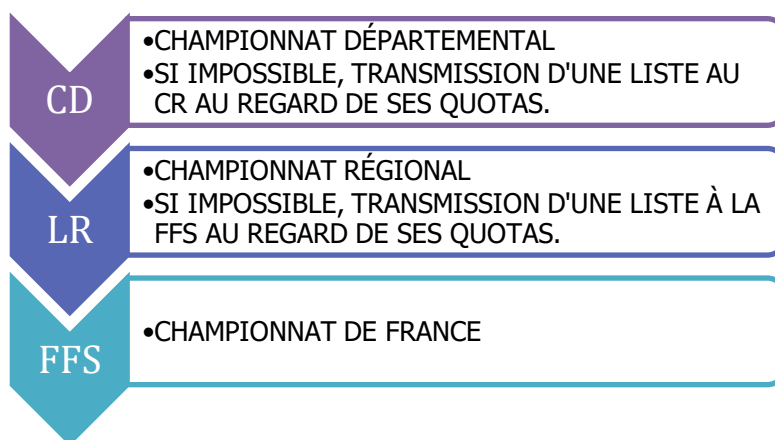 CD
•CHAMPIONNAT DÉPARTEMENTAL
•SI IMPOSSIBLE, TRANSMISSION D'UNE LISTE AU
CR AU REGARD DE SES QUOTAS.
LR
•CHAMPIONNAT RÉGIONAL
•SI IMPOSSIBLE, TRANSMISSION D'UNE LISTE À LA
FFS AU REGARD DE SES QUOTAS.
FFS
•CHAMPIONNAT DE FRANCE